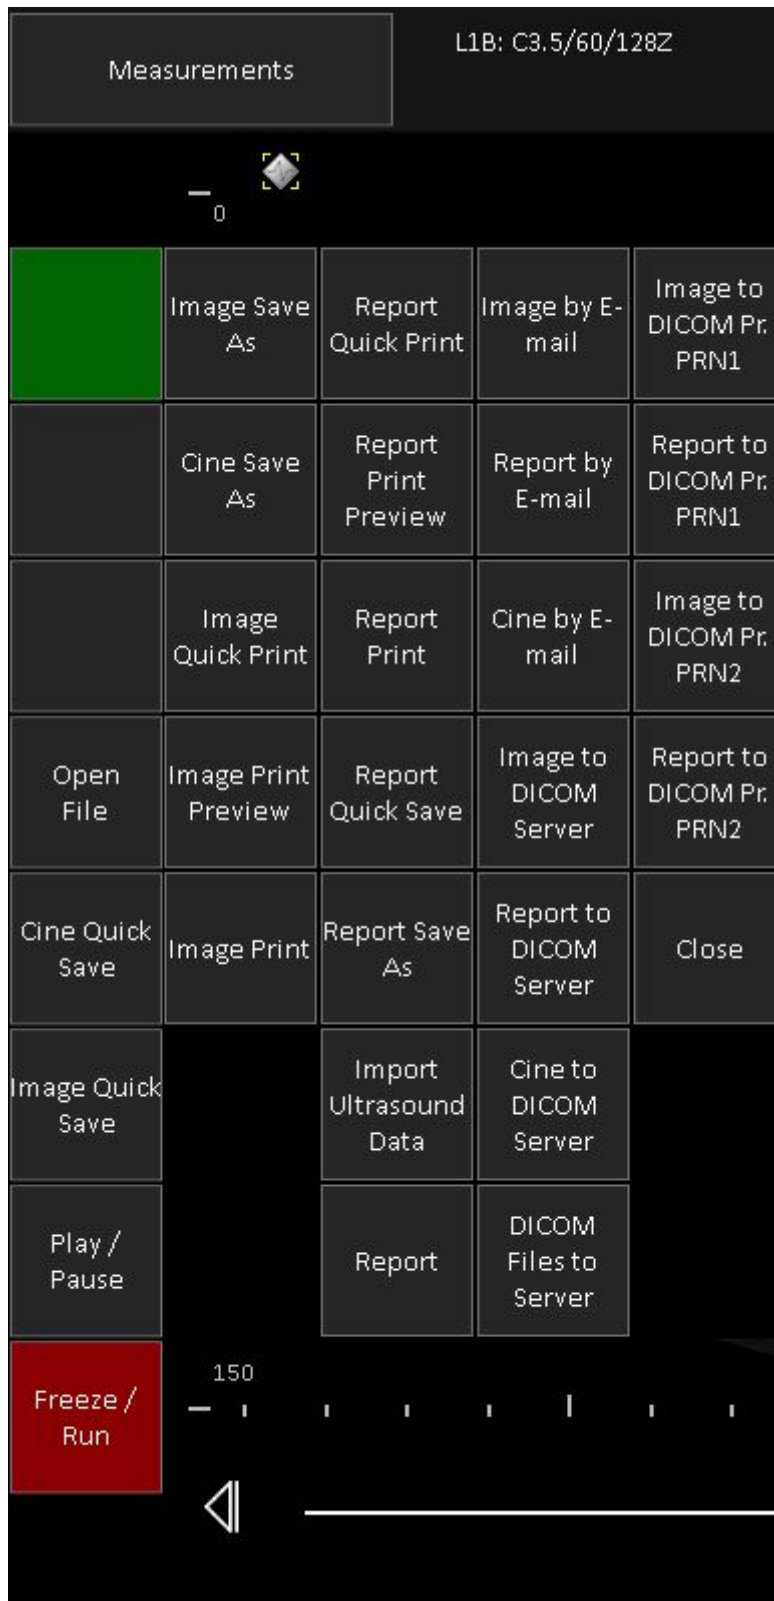 Measurements
L1B: C3.5/60/128Z
0
Image Save
As
Report
Quick Print
Image by E-
mail
Image to
DICOM Pr.
PRN1
Cine Save
As
Report
Print
Preview
Report by
E-mail
Report to
DICOM Pr.
PRN1
Image
Quick Print
Report
Print
Cine by E-
mail
Image to
DICOM Pr.
PRN2
Open
File
Image Print
Preview
Report
Quick Save
Image to
DICOM
Server
Report to
DICOM Pr.
PRN2
Cine Quick
Save
Image Print
Report Save
As
Report to
DICOM
Server
Close
Image Quick
Save
Import
Ultrasound
Data
Cine to
DICOM
Server
Play /
Pause
Report
DICOM
Files to
Server
Freeze /
Run
150